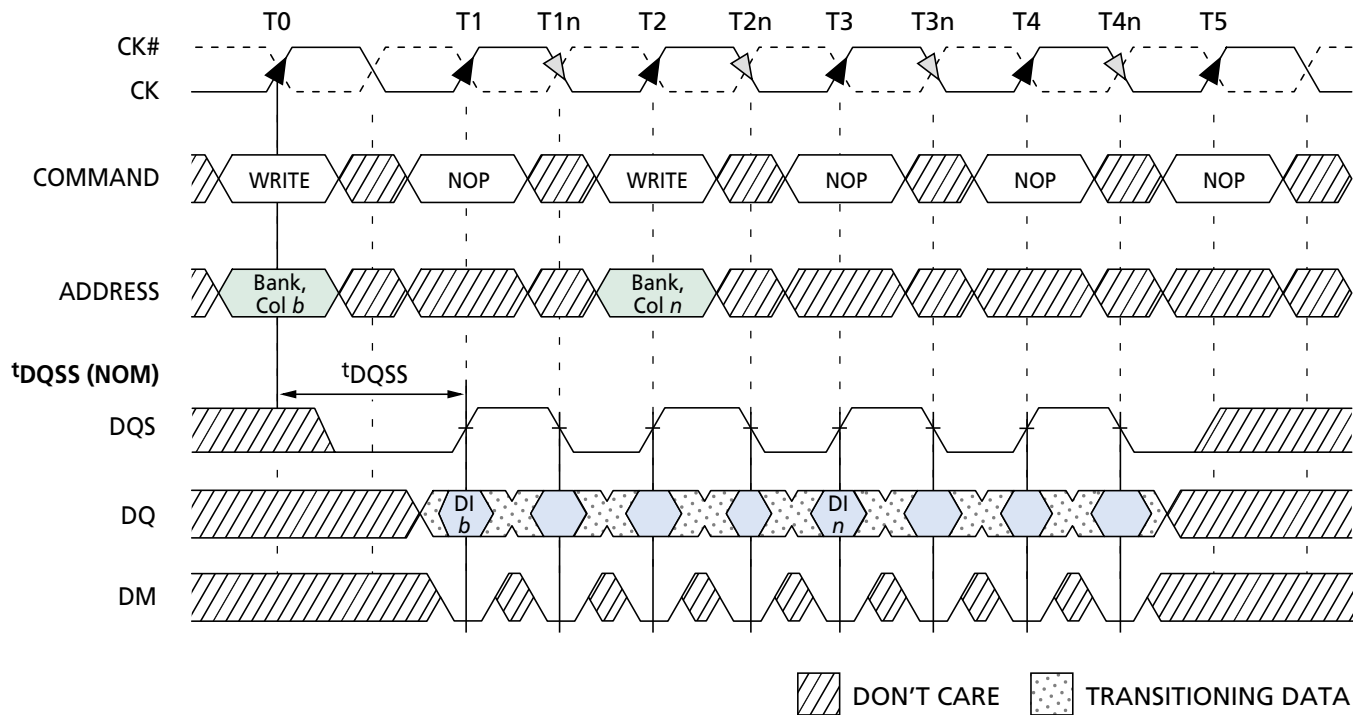 T0 T1 T1n T2 T2n T3 T3n T4 T4n T5
CK#
CK
COMMAND WRITE NOP WRITE NOP NOP NOP
ADDRESS Bank, Col b Bank, Col n
tDQSS (NOM) tDQSS
DQS
DQ DI b DI n
DM
DON'T CARE TRANSITIONING DATA